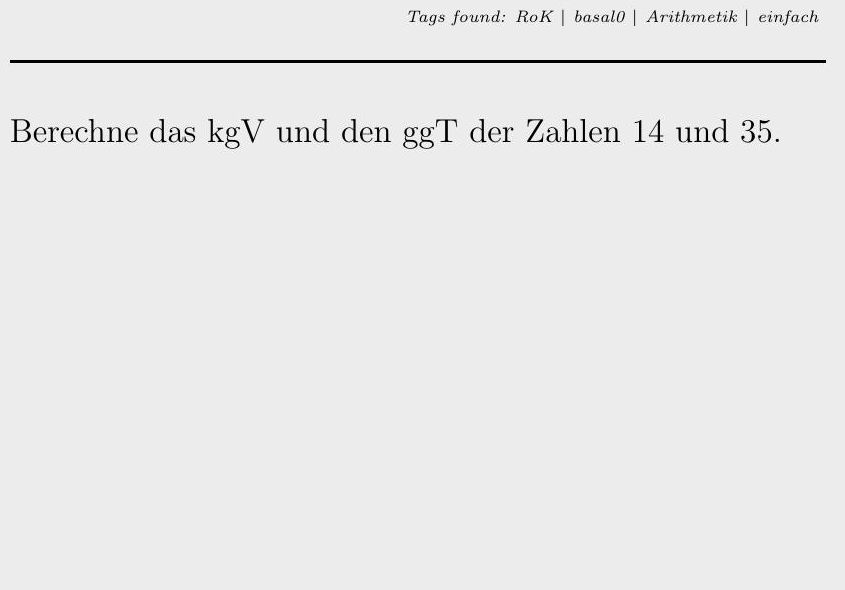 Tags found: RoK | basal0 | Arithmetik | einfach
Berechne das kgV und den ggT der Zahlen 14 und 35.